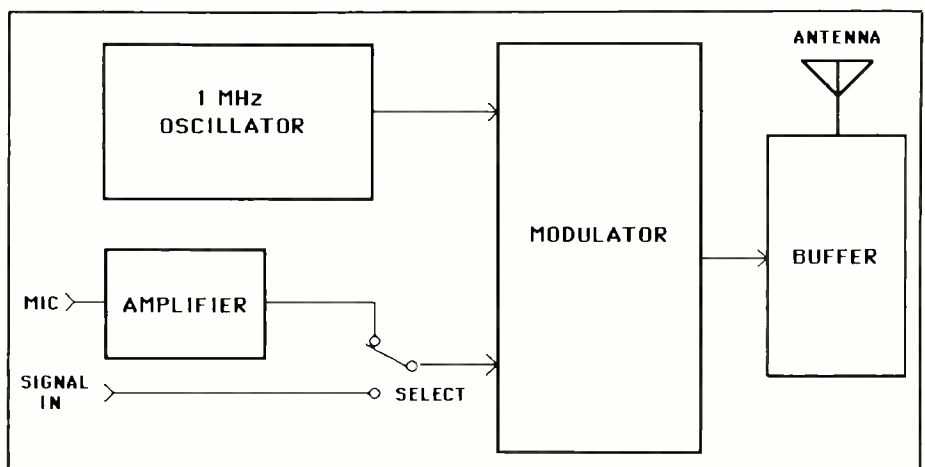 1 MHz
OSCILLATOR
ANTENNA
MODULATOR
BUFFER
MIC
AMPLIFIER
SIGNAL
IN
SELECT